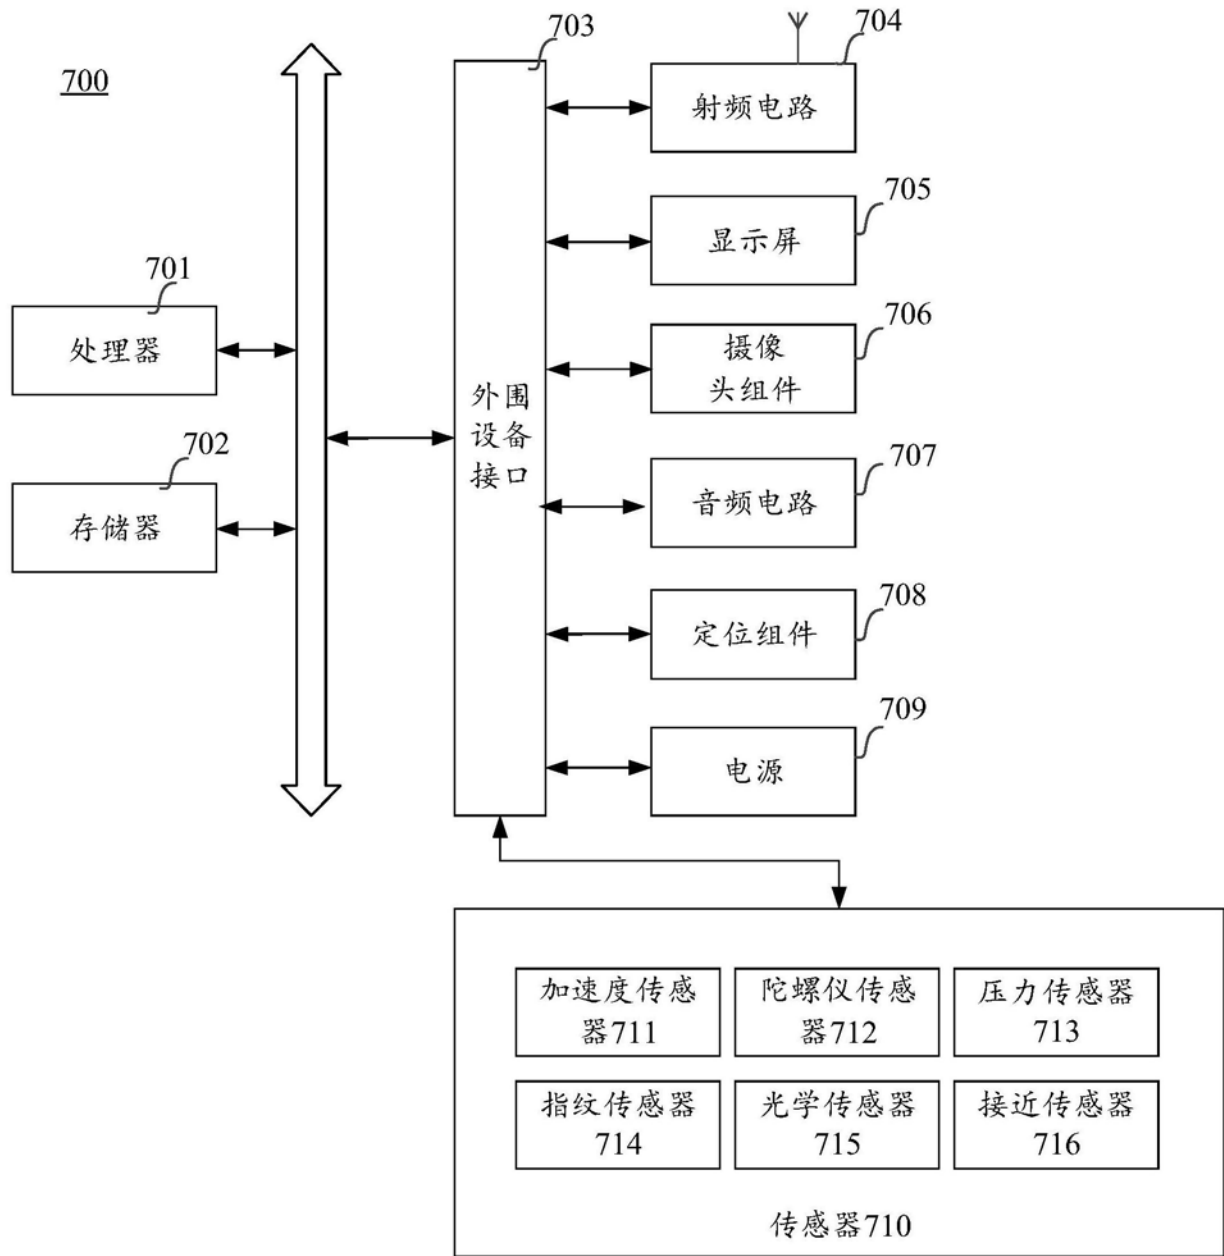 700
703
704
射频电路
705
显示屏
701
处理器
706
摄像
头组件
外围
设备
接口
702
存储器
707
音频电路
708
定位组件
709
电源
加速度传感
器711
陀螺仪传感
器712
压力传感器
713
指纹传感器
714
光学传感器
715
接近传感器
716
传感器710